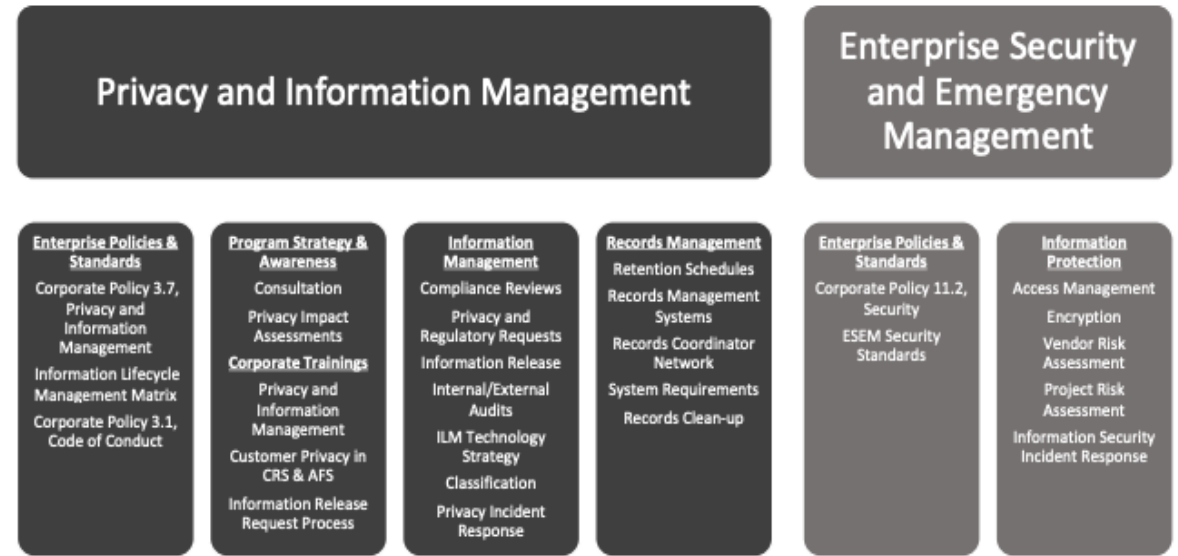 Privacy and Information Management
Enterprise Security
and Emergency
Management
Enterprise Policies &
Standards
Corporate Policy 3.7,
Privacy and
Information
Management
Information Lifecycle
Management Matrix
Corporate Policy 3.1,
Code of Conduct
Program Strategy &
Awareness
Consultation
Privacy Impact
Assessments
Corporate Trainings
Privacy and
Information
Management
Customer Privacy in
CRS & AFS
Information Release
Request Process
Information
Management
Compliance Reviews
Privacy and
Regulatory Requests
Information Release
Internal/External
Audits
ILM Technology
Strategy
Classification
Privacy Incident
Response
Records Management
Retention Schedules
Records Management
Systems
Records Coordinator
Network
System Requirements
Records Clean-up
Enterprise Policies &
Standards
Corporate Policy 11.2,
Security
ESEM Security
Standards
Information
Protection
Access Management
Encryption
Vendor Risk
Assessment
Project Risk
Assessment
Information Security
Incident Response